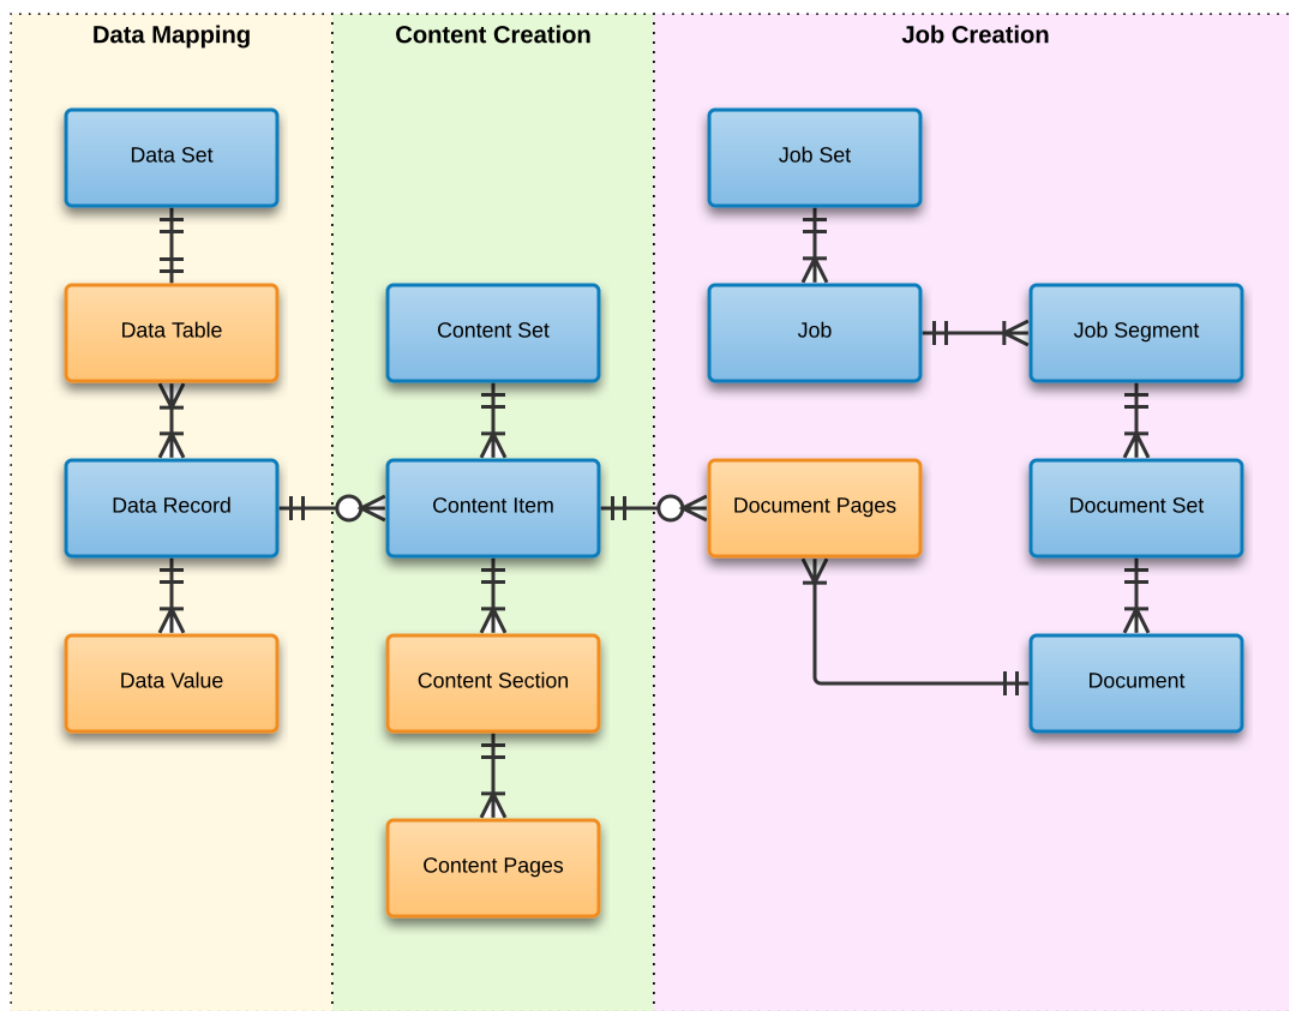 Data Mapping
Content Creation
Job Creation
Data Set
Job Set
Data Table
Content Set
Job
Job Segment
Data Record
Content Item
Document Pages
Document Set
Data Value
Content Section
Document
Content Pages